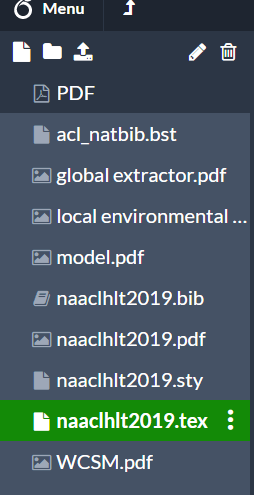 Menu
PDF
acl_natbib.bst
global extractor.pdf
local environmental ...
model.pdf
naaclhlt2019.bib
naaclhlt2019.pdf
naaclhlt2019.sty
naaclhlt2019.tex
WCSM.pdf